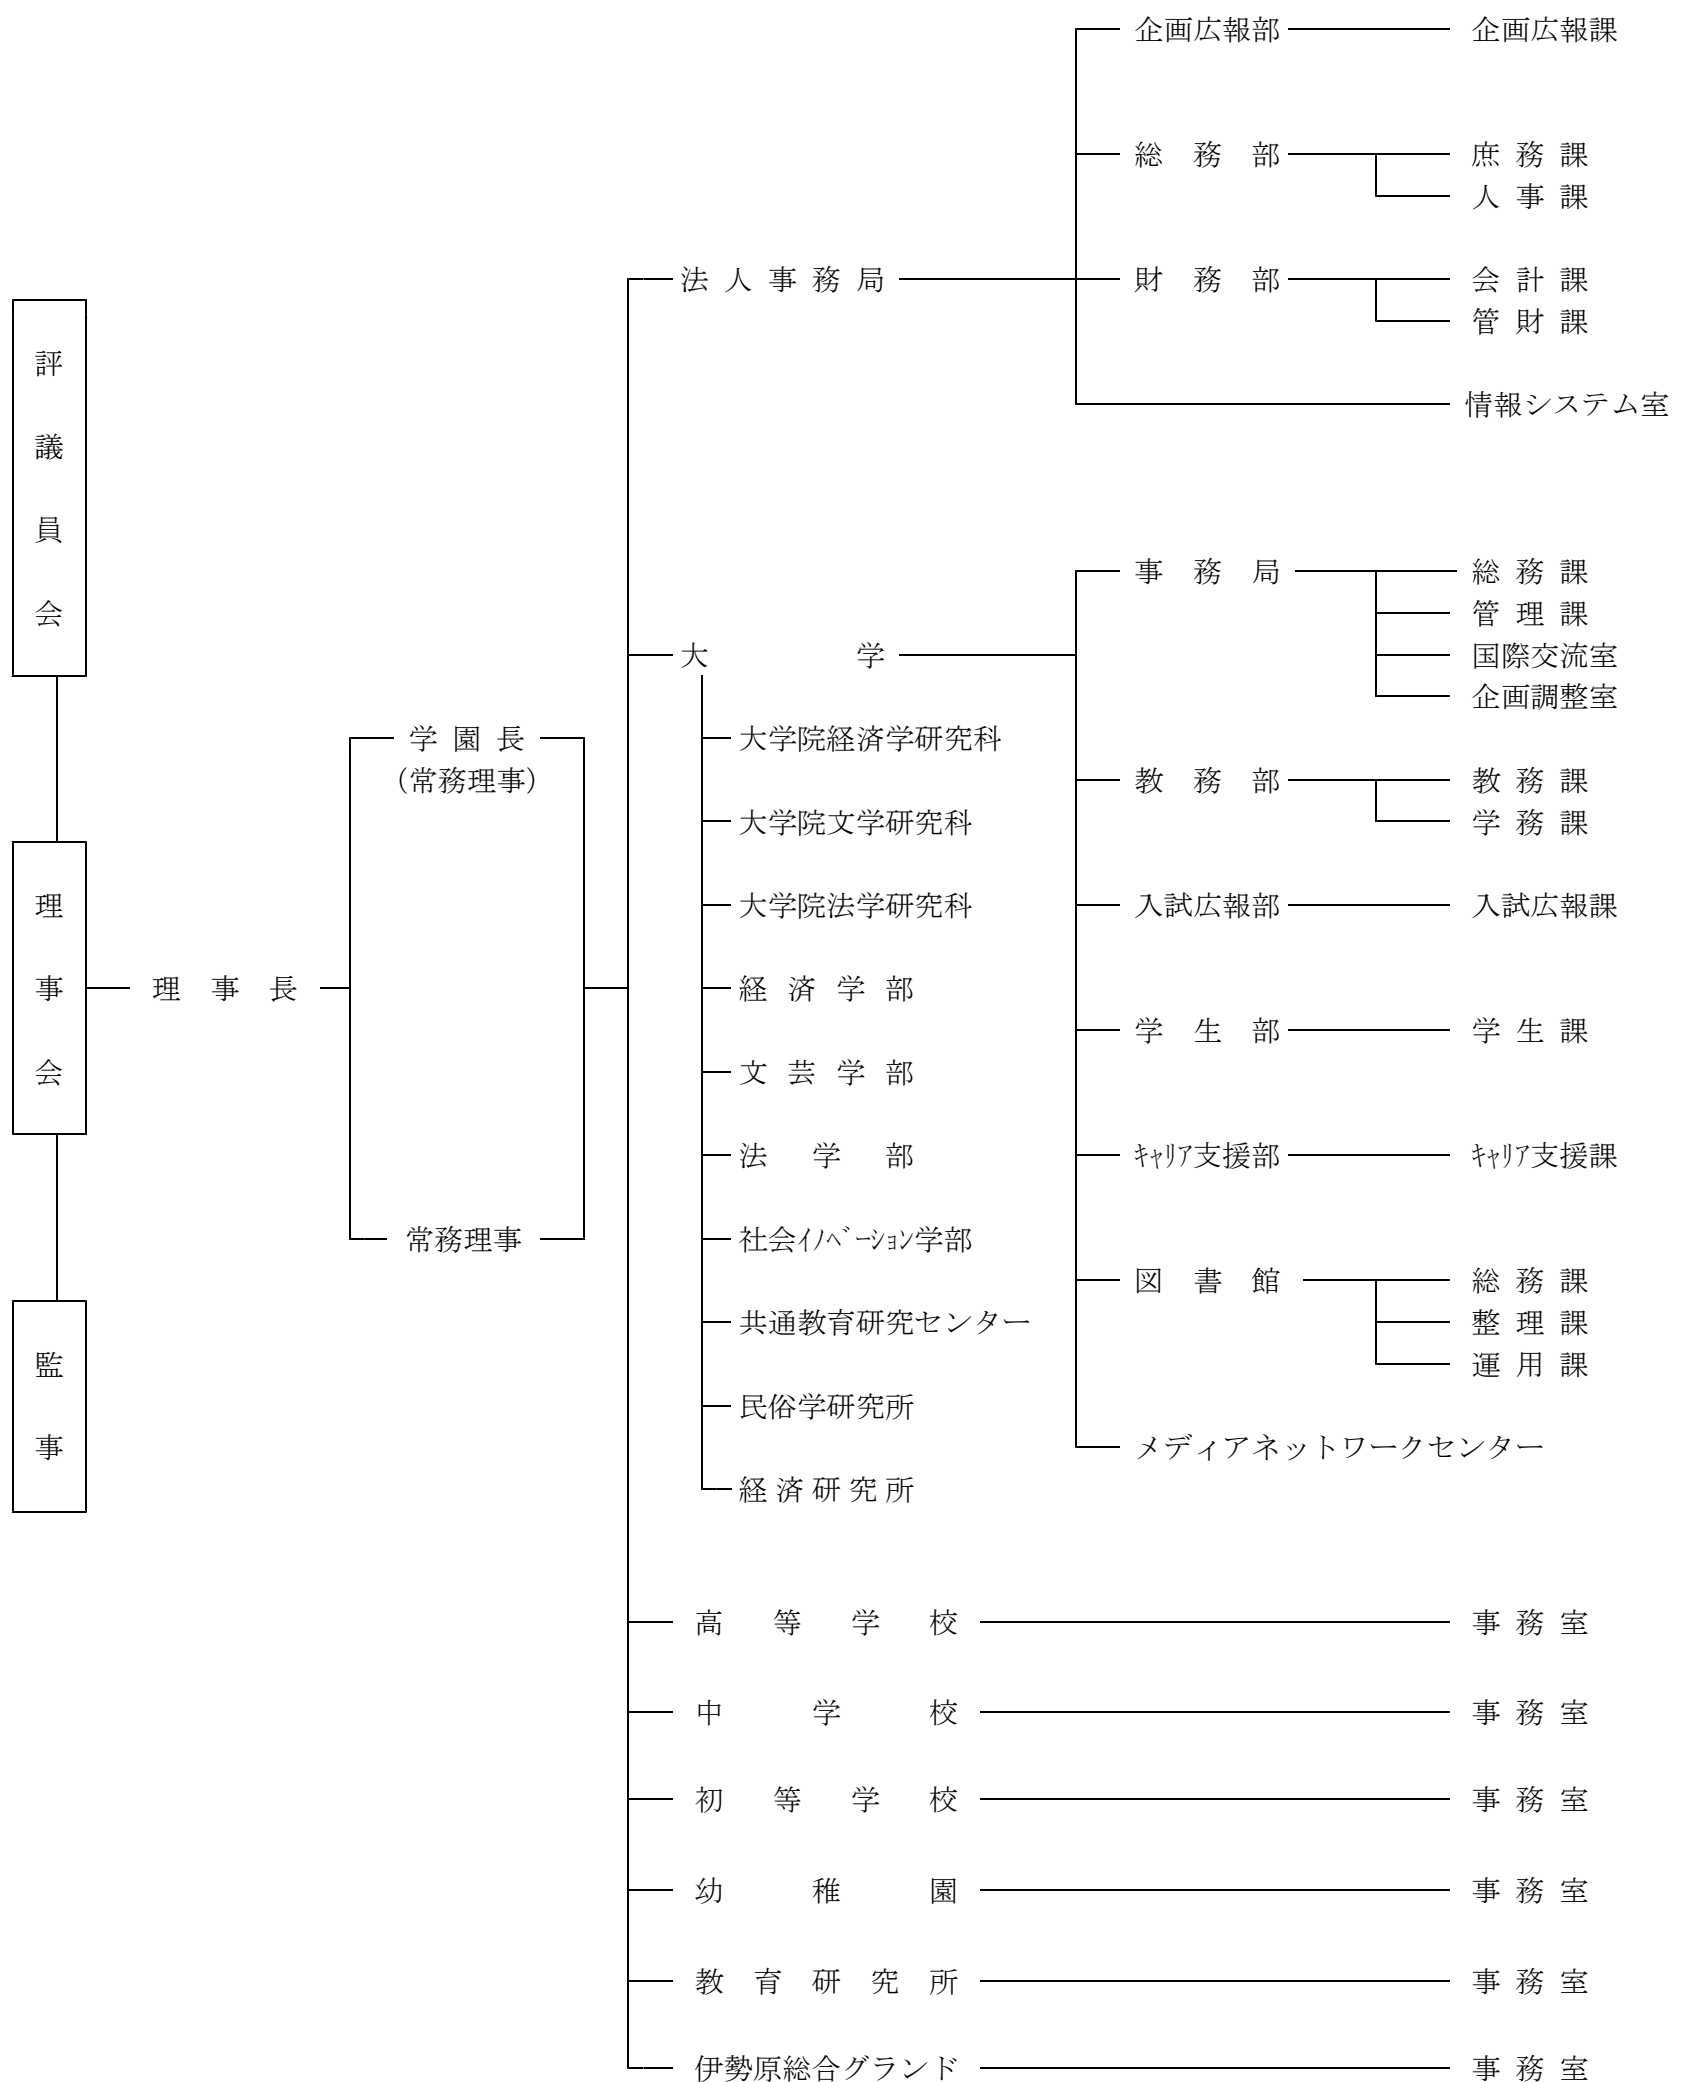 評議員会
理事会
監事
理事長
学園長
（常務理事）
常務理事
法人事務局
企画広報部 企画広報課
総務部 庶務課
人事課
財務部 会計課
管財課
情報システム室
大学
大学院経済学研究科
大学院文学研究科
大学院法学研究科
経済学部
文芸学部
法学部
社会ｲﾉﾍﾞｰｼｮﾝ学部
共通教育研究センター
民俗学研究所
経済研究所
事務局 総務課
管理課
国際交流室
企画調整室
教務部 教務課
学務課
入試広報部 入試広報課
学生部 学生課
ｷｬﾘｱ支援部 ｷｬﾘｱ支援課
図書館 総務課
整理課
運用課
メディアネットワークセンター
高等学校 事務室
中学校 事務室
初等学校 事務室
幼稚園 事務室
教育研究所 事務室
伊勢原総合グランド 事務室